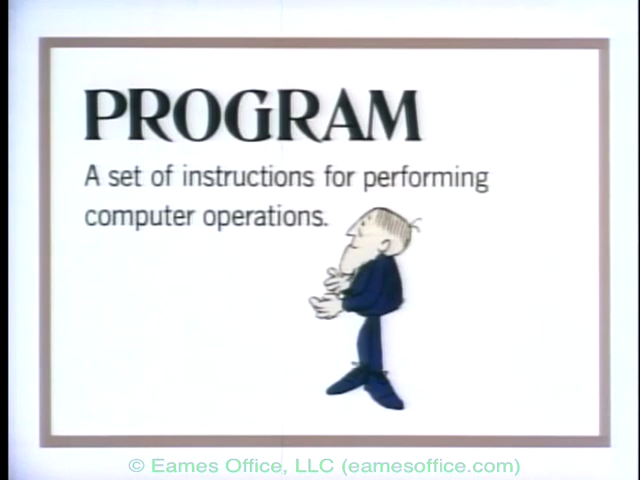 PROGRAM
A set of instructions for performing
computer operations.
© Eames Office, LLC (eamesoffice.com)